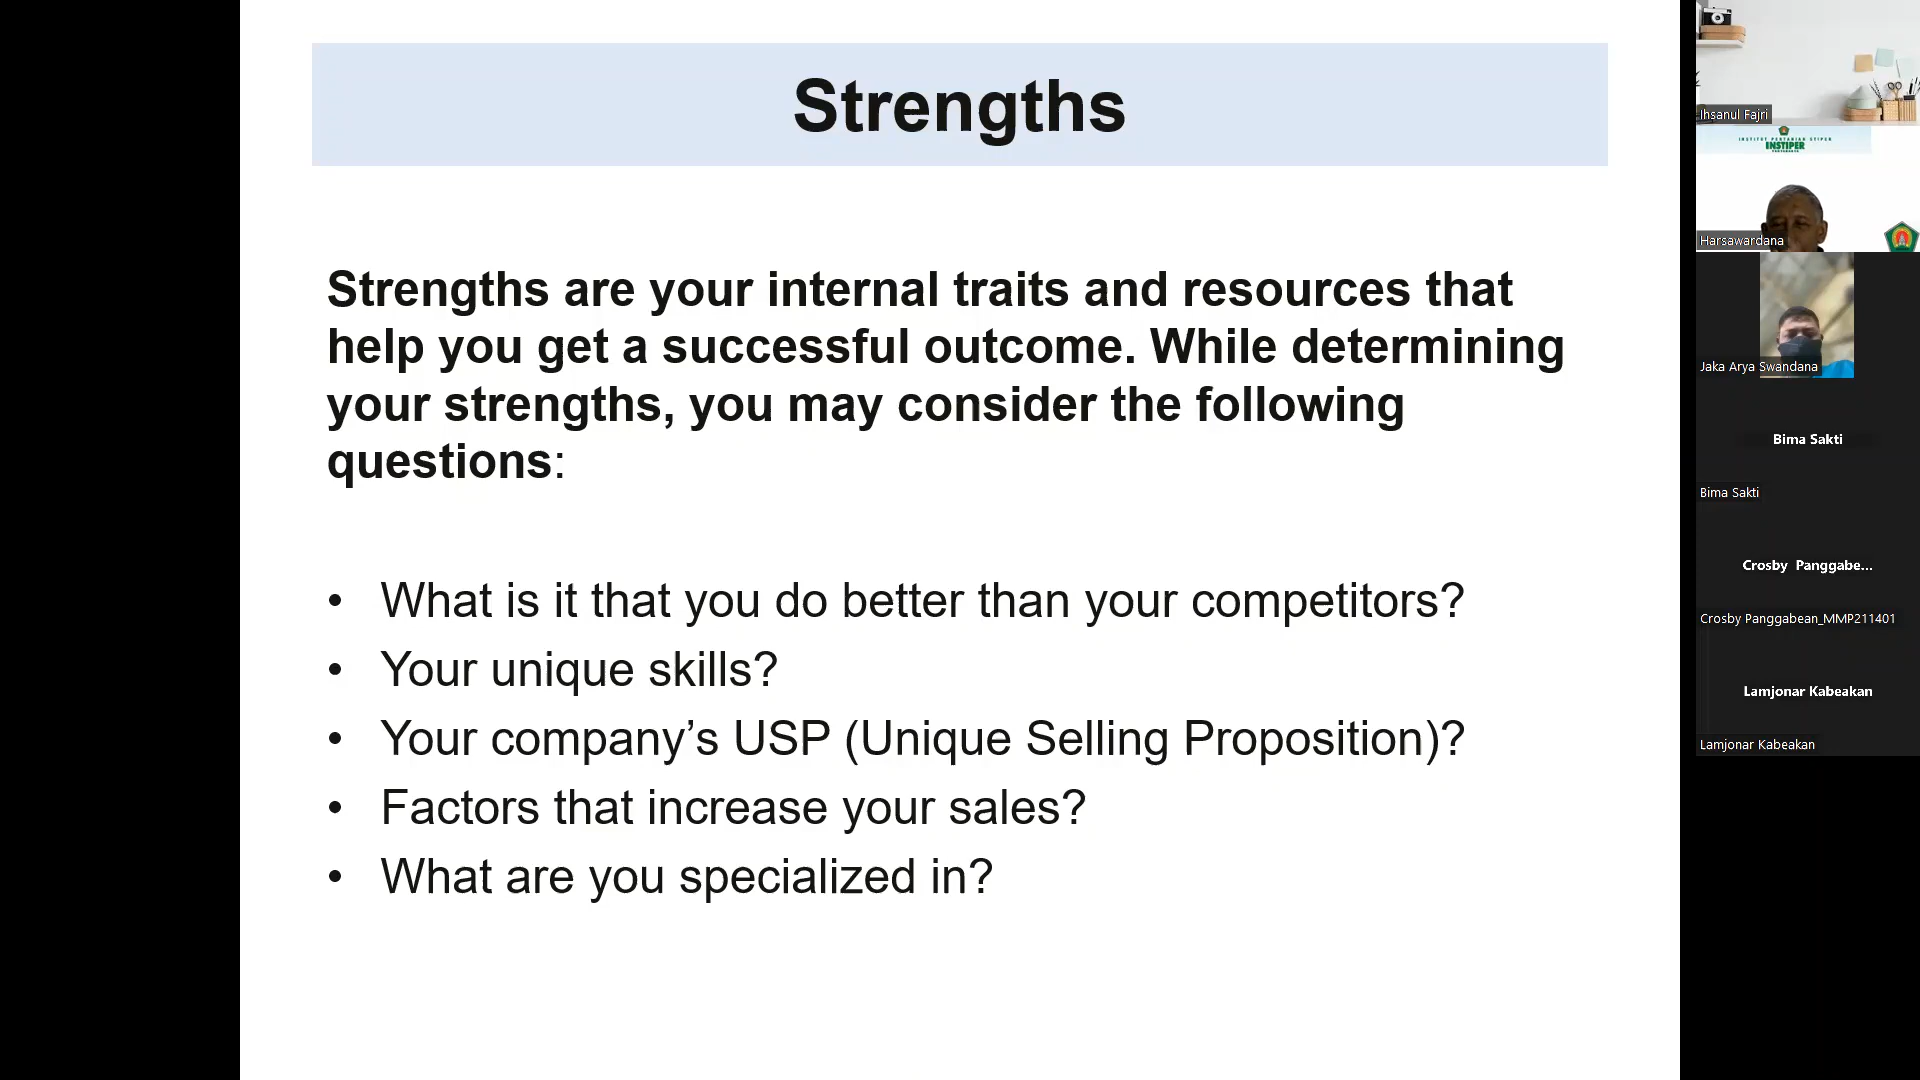 Strengths
Strengths are your internal traits and resources that
help you get a successful outcome. While determining
your strengths, you may consider the following
questions:
• What is it that you do better than your competitors?
• Your unique skills?
• Your company’s USP (Unique Selling Proposition)?
• Factors that increase your sales?
• What are you specialized in?
Ihsanul Fajri
INSTITUT PERTANIAN STIPER
INSTIPER
Harsawardana
Jaka Arya Swandana
Bima Sakti
Bima Sakti
Crosby Panggabe...
Crosby Panggabean_MMP211401
Lamjonar Kabeakan
Lamjonar Kabeakan